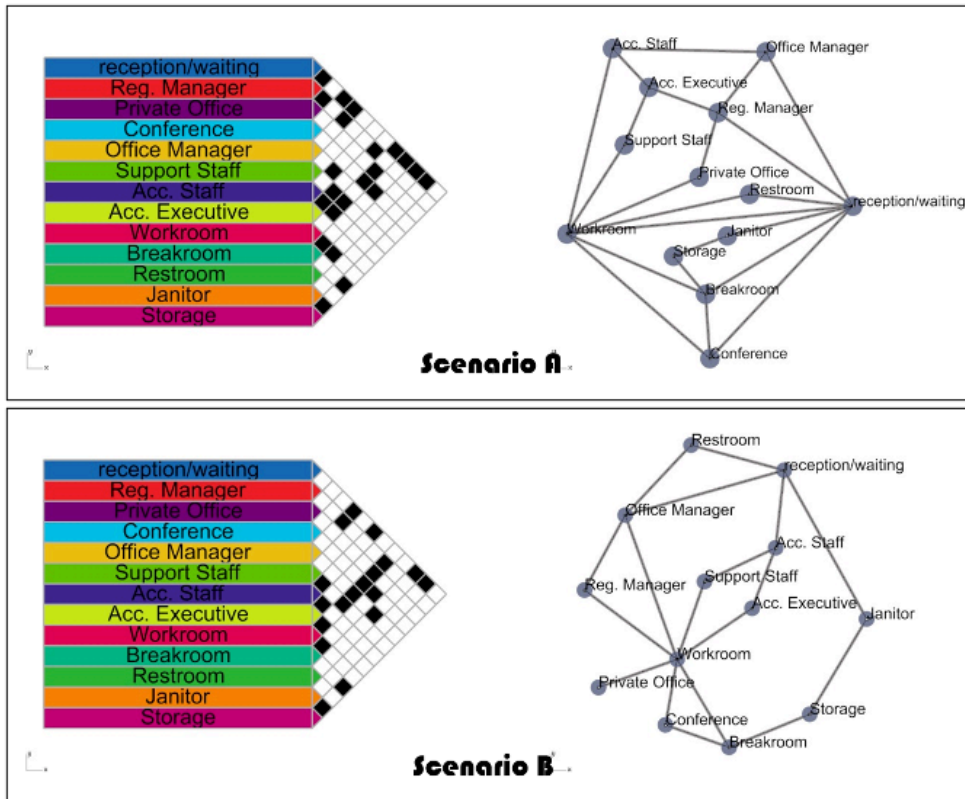 reception/waiting
Reg. Manager
Private Office
Conference
Office Manager
Support Staff
Acc. Staff
Acc. Executive
Workroom
Breakroom
Restroom
Janitor
Storage
Acc. Staff
Office Manager
Acc. Executive
Reg. Manager
Support Staff
Private Office
Restroom
reception/waiting
Workroom
Janitor
Storage
Breakroom
Conference
Scenario A
reception/waiting
Reg. Manager
Private Office
Conference
Office Manager
Support Staff
Acc. Staff
Acc. Executive
Workroom
Breakroom
Restroom
Janitor
Storage
Restroom
reception/waiting
Office Manager
Acc. Staff
Support Staff
Reg. Manager
Acc. Executive
Janitor
Workroom
Private Office
Storage
Conference
Breakroom
Scenario B